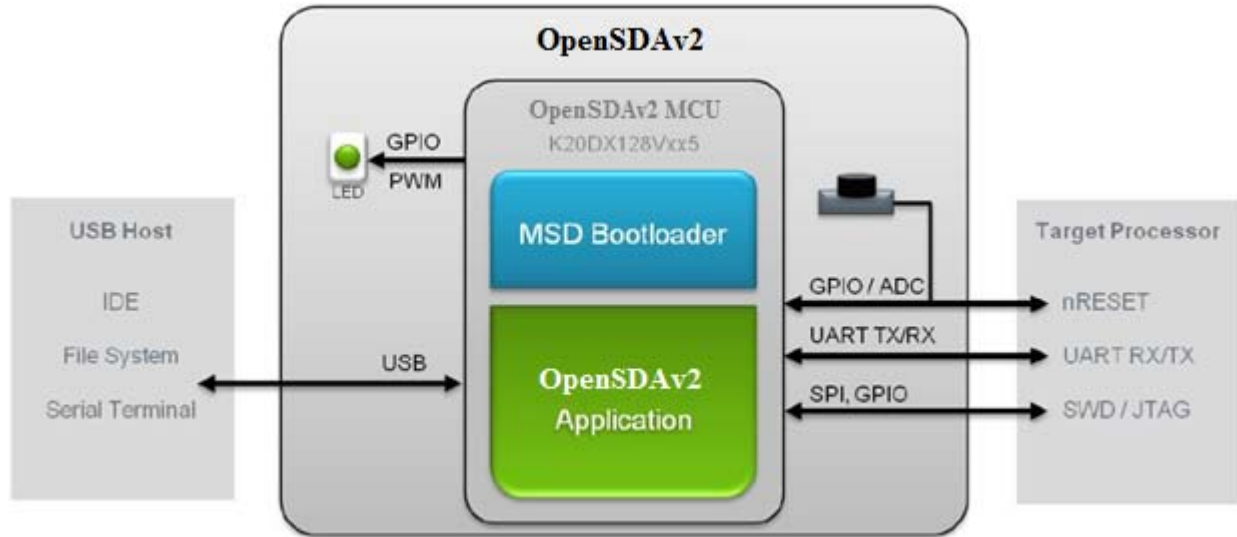 OpenSDAv2
OpenSDAv2 MCU
K20DX128Vxx5
GPIO
PWM
LED
MSD Bootloader
USB Host
IDE
File System
Serial Terminal
USB
OpenSDAv2
Application
GPIO / ADC
UART TX/RX
SPI, GPIO
Target Processor
nRESET
UART RX/TX
SWD / JTAG